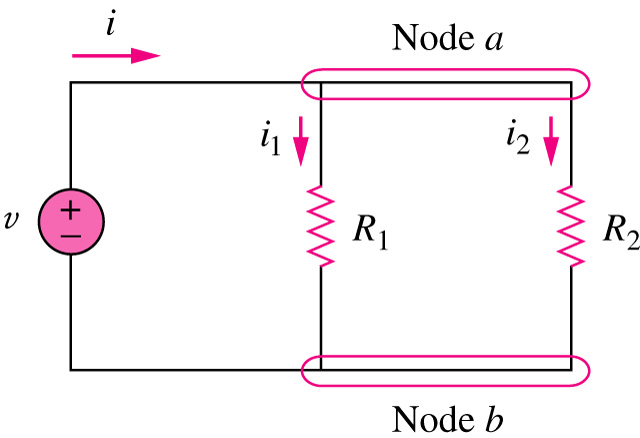 i
Node a
i₁
i₂
+
−
v
R₁
R₂
Node b